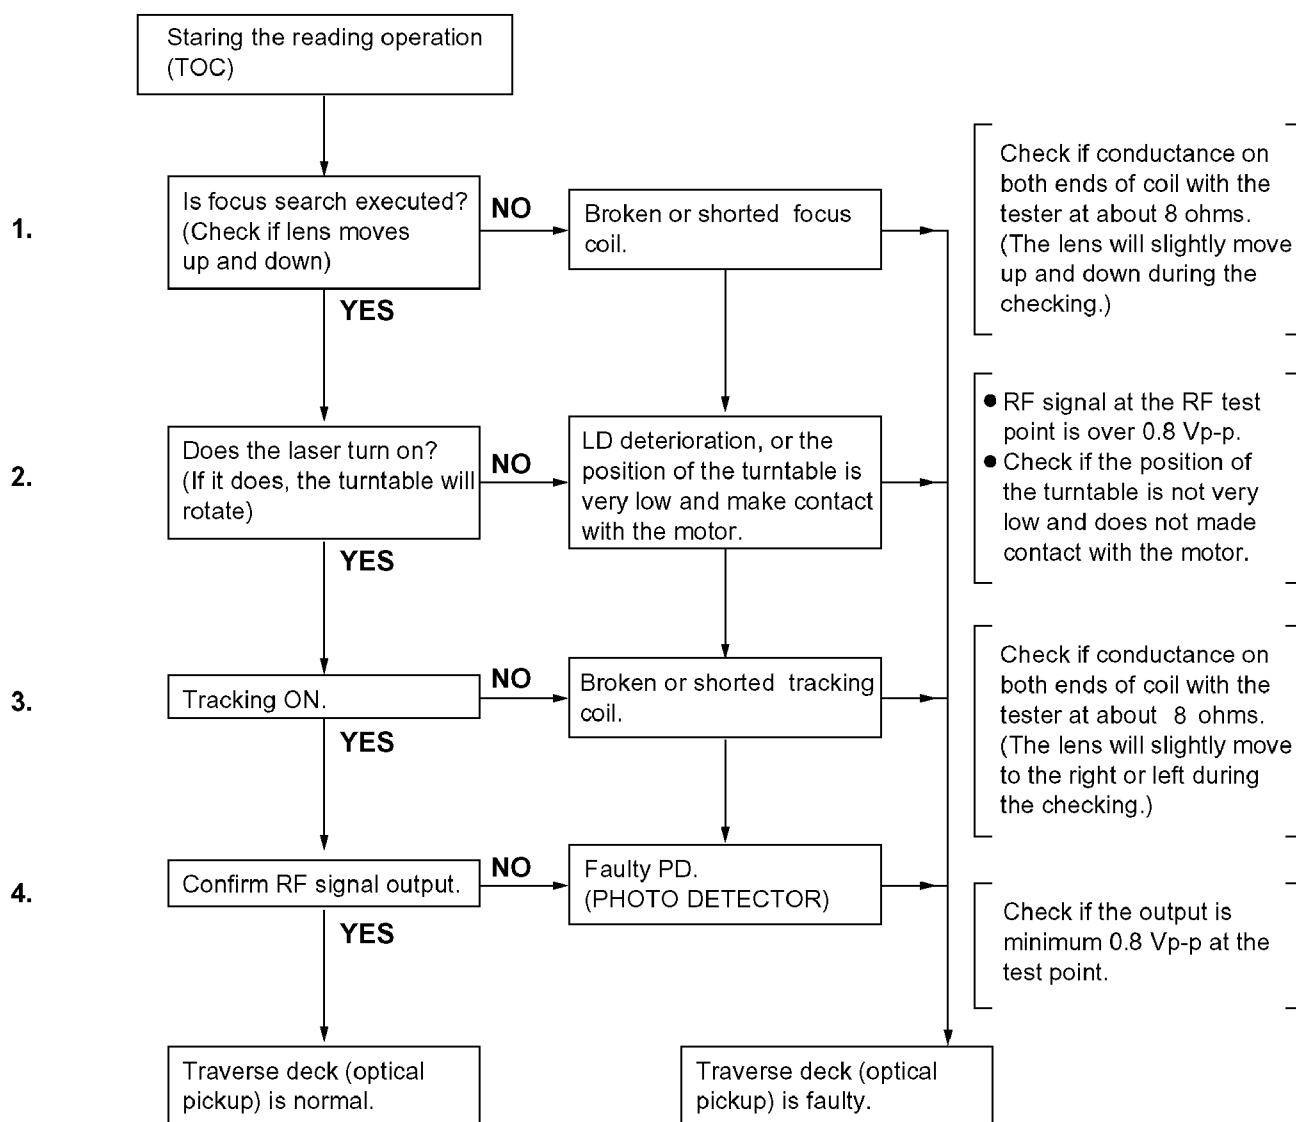 Staring the reading operation
(TOC)
1.
Is focus search executed?
(Check if lens moves
up and down)
NO
YES
Broken or shorted focus
coil.
Check if conductance on
both ends of coil with the
tester at about 8 ohms.
(The lens will slightly move
up and down during the
checking.)
2.
Does the laser turn on?
(If it does, the turntable will
rotate)
NO
YES
LD deterioration, or the
position of the turntable is
very low and make contact
with the motor.
● RF signal at the RF test
point is over 0.8 Vp-p.
● Check if the position of
the turntable is not very
low and does not made
contact with the motor.
3.
Tracking ON.
NO
YES
Broken or shorted tracking
coil.
Check if conductance on
both ends of coil with the
tester at about 8 ohms.
(The lens will slightly move
to the right or left during
the checking.)
4.
Confirm RF signal output.
NO
YES
Faulty PD.
(PHOTO DETECTOR)
Check if the output is
minimum 0.8 Vp-p at the
test point.
Traverse deck (optical
pickup) is normal.
Traverse deck (optical
pickup) is faulty.